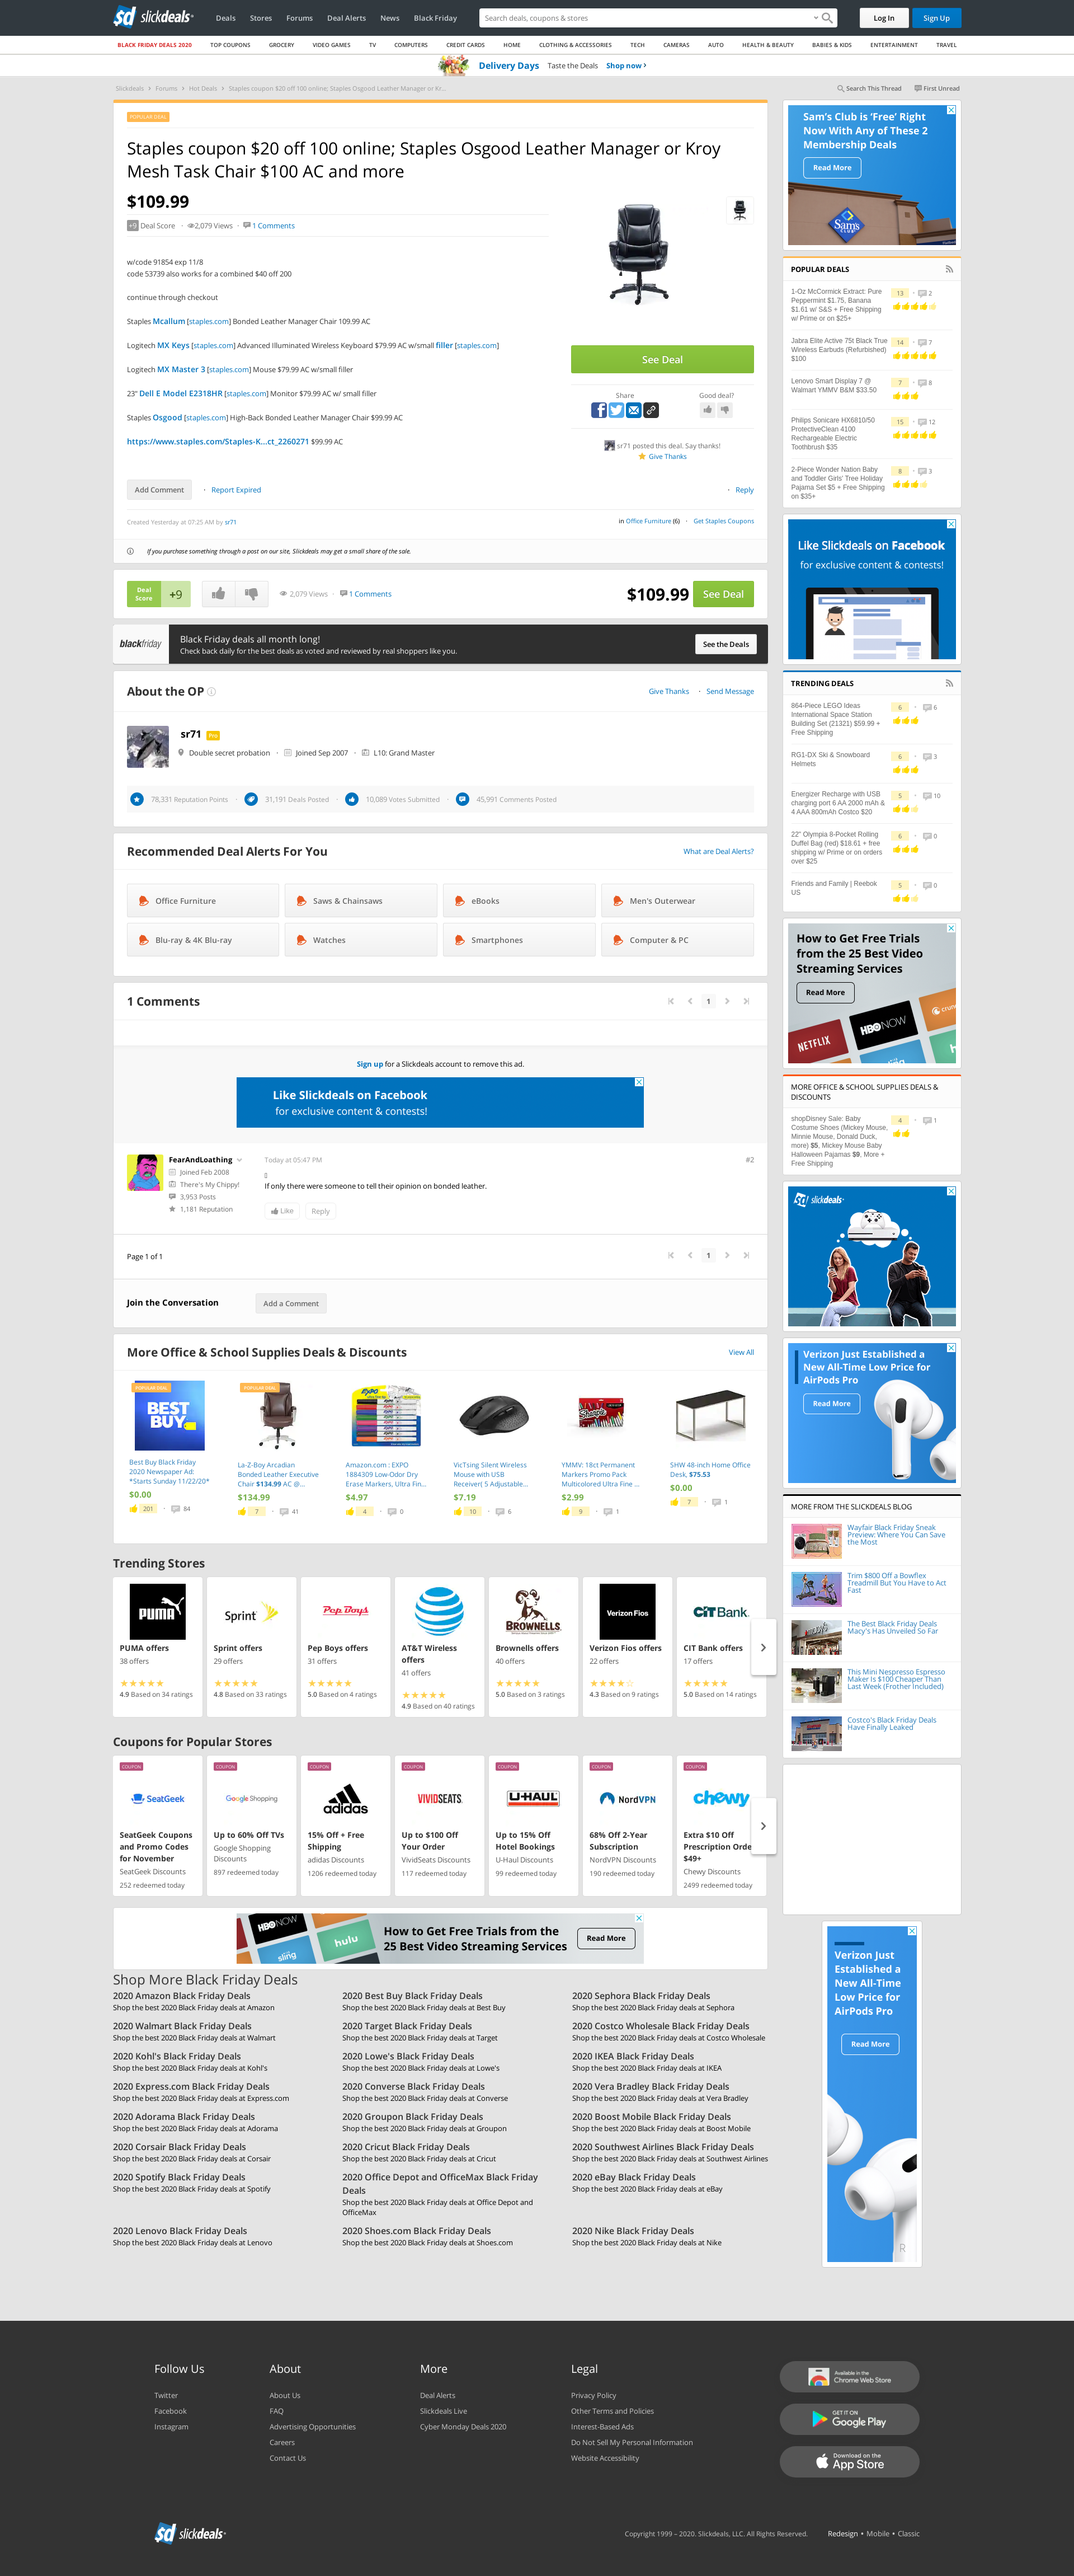 slickdeals
Deals Stores Forums Deal Alerts News Black Friday
Search deals, coupons & stores
Log In
Sign Up
BLACK FRIDAY DEALS 2020 TOP COUPONS GROCERY VIDEO GAMES TV COMPUTERS CREDIT CARDS HOME CLOTHING & ACCESSORIES TECH CAMERAS AUTO HEALTH & BEAUTY BABIES & KIDS ENTERTAINMENT TRAVEL
Delivery Days Taste the Deals Shop now ›
Slickdeals › Forums › Hot Deals › Staples coupon $20 off 100 online; Staples Osgood Leather Manager or Kr...
Search This Thread First Unread
POPULAR DEAL
Staples coupon $20 off 100 online; Staples Osgood Leather Manager or Kroy
Mesh Task Chair $100 AC and more
$109.99
+9 Deal Score · 2,079 Views · 1 Comments
w/code 91854 exp 11/8
code 53739 also works for a combined $40 off 200
continue through checkout
Staples Mcallum [staples.com] Bonded Leather Manager Chair 109.99 AC
Logitech MX Keys [staples.com] Advanced Illuminated Wireless Keyboard $79.99 AC w/small filler [staples.com]
Logitech MX Master 3 [staples.com] Mouse $79.99 AC w/small filler
23" Dell E Model E2318HR [staples.com] Monitor $79.99 AC w/ small filler
Staples Osgood [staples.com] High-Back Bonded Leather Manager Chair $99.99 AC
https://www.staples.com/Staples-K...ct_2260271 $99.99 AC
See Deal
Share Good deal?
sr71 posted this deal. Say thanks!
Give Thanks
Add Comment · Report Expired · Reply
Created Yesterday at 07:25 AM by sr71
in Office Furniture (6) · Get Staples Coupons
If you purchase something through a post on our site, Slickdeals may get a small share of the sale.
Deal
Score +9
2,079 Views · 1 Comments
$109.99 See Deal
blackfriday
Black Friday deals all month long!
Check back daily for the best deals as voted and reviewed by real shoppers like you.
See the Deals
About the OP
Give Thanks · Send Message
sr71 Pro
Double secret probation · Joined Sep 2007 · L10: Grand Master
78,331 Reputation Points · 31,191 Deals Posted · 10,089 Votes Submitted · 45,991 Comments Posted
Recommended Deal Alerts For You
What are Deal Alerts?
Office Furniture Saws & Chainsaws eBooks Men's Outerwear
Blu-ray & 4K Blu-ray Watches Smartphones Computer & PC
1 Comments
1
Sign up for a Slickdeals account to remove this ad.
Like Slickdeals on Facebook
for exclusive content & contests!
FearAndLoathing
Joined Feb 2008
There's My Chippy!
3,953 Posts
1,181 Reputation
Today at 05:47 PM
#2
If only there were someone to tell their opinion on bonded leather.
Like Reply
Page 1 of 1
1
Join the Conversation Add a Comment
More Office & School Supplies Deals & Discounts
View All
POPULAR DEAL
BEST
BUY
Best Buy Black Friday
2020 Newspaper Ad:
*Starts Sunday 11/22/20*
$0.00
201 · 84
POPULAR DEAL
La-Z-Boy Arcadian
Bonded Leather Executive
Chair $134.99 AC @...
$134.99
7 · 41
EXPO
Amazon.com : EXPO
1884309 Low-Odor Dry
Erase Markers, Ultra Fin...
$4.97
4 · 0
VicTsing Silent Wireless
Mouse with USB
Receiver( 5 Adjustable...
$7.19
10 · 6
Sharpie
YMMV: 18ct Permanent
Markers Promo Pack
Multicolored Ultra Fine ...
$2.99
9 · 1
SHW 48-inch Home Office
Desk, $75.53
$0.00
7 · 1
Trending Stores
PUMA
PUMA offers
38 offers
4.9 Based on 34 ratings
Sprint
Sprint offers
29 offers
4.8 Based on 33 ratings
Pep Boys
Pep Boys offers
31 offers
5.0 Based on 4 ratings
AT&T Wireless
offers
41 offers
4.9 Based on 40 ratings
BROWNELLS
Brownells offers
40 offers
5.0 Based on 3 ratings
Verizon Fios
Verizon Fios offers
22 offers
4.3 Based on 9 ratings
CIT Bank
CIT Bank offers
17 offers
5.0 Based on 14 ratings
Coupons for Popular Stores
COUPON
SeatGeek
SeatGeek Coupons
and Promo Codes
for November
SeatGeek Discounts
252 redeemed today
COUPON
Google Shopping
Up to 60% Off TVs
Google Shopping
Discounts
897 redeemed today
COUPON
adidas
15% Off + Free
Shipping
adidas Discounts
1206 redeemed today
COUPON
VIVIDSEATS
Up to $100 Off
Your Order
VividSeats Discounts
117 redeemed today
COUPON
U-HAUL
Up to 15% Off
Hotel Bookings
U-Haul Discounts
99 redeemed today
COUPON
NordVPN
68% Off 2-Year
Subscription
NordVPN Discounts
190 redeemed today
COUPON
chewy
Extra $10 Off
Prescription Orde
$49+
Chewy Discounts
2499 redeemed today
HBO NOW
sling
hulu
How to Get Free Trials from the
25 Best Video Streaming Services
Read More
Shop More Black Friday Deals
2020 Amazon Black Friday Deals
Shop the best 2020 Black Friday deals at Amazon
2020 Best Buy Black Friday Deals
Shop the best 2020 Black Friday deals at Best Buy
2020 Sephora Black Friday Deals
Shop the best 2020 Black Friday deals at Sephora
2020 Walmart Black Friday Deals
Shop the best 2020 Black Friday deals at Walmart
2020 Target Black Friday Deals
Shop the best 2020 Black Friday deals at Target
2020 Costco Wholesale Black Friday Deals
Shop the best 2020 Black Friday deals at Costco Wholesale
2020 Kohl's Black Friday Deals
Shop the best 2020 Black Friday deals at Kohl's
2020 Lowe's Black Friday Deals
Shop the best 2020 Black Friday deals at Lowe's
2020 IKEA Black Friday Deals
Shop the best 2020 Black Friday deals at IKEA
2020 Express.com Black Friday Deals
Shop the best 2020 Black Friday deals at Express.com
2020 Converse Black Friday Deals
Shop the best 2020 Black Friday deals at Converse
2020 Vera Bradley Black Friday Deals
Shop the best 2020 Black Friday deals at Vera Bradley
2020 Adorama Black Friday Deals
Shop the best 2020 Black Friday deals at Adorama
2020 Groupon Black Friday Deals
Shop the best 2020 Black Friday deals at Groupon
2020 Boost Mobile Black Friday Deals
Shop the best 2020 Black Friday deals at Boost Mobile
2020 Corsair Black Friday Deals
Shop the best 2020 Black Friday deals at Corsair
2020 Cricut Black Friday Deals
Shop the best 2020 Black Friday deals at Cricut
2020 Southwest Airlines Black Friday Deals
Shop the best 2020 Black Friday deals at Southwest Airlines
2020 Spotify Black Friday Deals
Shop the best 2020 Black Friday deals at Spotify
2020 Office Depot and OfficeMax Black Friday
Deals
Shop the best 2020 Black Friday deals at Office Depot and
OfficeMax
2020 eBay Black Friday Deals
Shop the best 2020 Black Friday deals at eBay
2020 Lenovo Black Friday Deals
Shop the best 2020 Black Friday deals at Lenovo
2020 Shoes.com Black Friday Deals
Shop the best 2020 Black Friday deals at Shoes.com
2020 Nike Black Friday Deals
Shop the best 2020 Black Friday deals at Nike
Sam's Club is 'Free' Right
Now With Any of These 2
Membership Deals
Read More
Sam's
POPULAR DEALS
1-Oz McCormick Extract: Pure
Peppermint $1.75, Banana
$1.61 w/ S&S + Free Shipping
w/ Prime or on $25+
13 · 2
Jabra Elite Active 75t Black True
Wireless Earbuds (Refurbished)
$100
14 · 7
Lenovo Smart Display 7 @
Walmart YMMV B&M $33.50
7 · 8
Philips Sonicare HX6810/50
ProtectiveClean 4100
Rechargeable Electric
Toothbrush $35
15 · 12
2-Piece Wonder Nation Baby
and Toddler Girls' Tree Holiday
Pajama Set $5 + Free Shipping
on $35+
8 · 3
Like Slickdeals on Facebook
for exclusive content & contests!
TRENDING DEALS
864-Piece LEGO Ideas
International Space Station
Building Set (21321) $59.99 +
Free Shipping
6 · 6
RG1-DX Ski & Snowboard
Helmets
6 · 3
Energizer Recharge with USB
charging port 6 AA 2000 mAh &
4 AAA 800mAh Costco $20
5 · 10
22" Olympia 8-Pocket Rolling
Duffel Bag (red) $18.61 + free
shipping w/ Prime or on orders
over $25
6 · 0
Friends and Family | Reebok
US
5 · 0
How to Get Free Trials
from the 25 Best Video
Streaming Services
Read More
NETFLIX
HBO NOW
crunc
MORE OFFICE & SCHOOL SUPPLIES DEALS &
DISCOUNTS
shopDisney Sale: Baby
Costume Shoes (Mickey Mouse,
Minnie Mouse, Donald Duck,
more) $5, Mickey Mouse Baby
Halloween Pajamas $9, More +
Free Shipping
4 · 1
slickdeals
Verizon Just Established a
New All-Time Low Price for
AirPods Pro
Read More
MORE FROM THE SLICKDEALS BLOG
Wayfair Black Friday Sneak
Preview: Where You Can Save
the Most
Trim $800 Off a Bowflex
Treadmill But You Have to Act
Fast
The Best Black Friday Deals
Macy's Has Unveiled So Far
This Mini Nespresso Espresso
Maker Is $100 Cheaper Than
Last Week (Frother Included)
Costco's Black Friday Deals
Have Finally Leaked
Verizon Just
Established a
New All-Time
Low Price for
AirPods Pro
Read More
R
Follow Us
Twitter
Facebook
Instagram
About
About Us
FAQ
Advertising Opportunities
Careers
Contact Us
More
Deal Alerts
Slickdeals Live
Cyber Monday Deals 2020
Legal
Privacy Policy
Other Terms and Policies
Interest-Based Ads
Do Not Sell My Personal Information
Website Accessibility
Available in the
Chrome Web Store
GET IT ON
Google Play
Download on the
App Store
slickdeals
Copyright 1999 – 2020. Slickdeals, LLC. All Rights Reserved. Redesign • Mobile • Classic